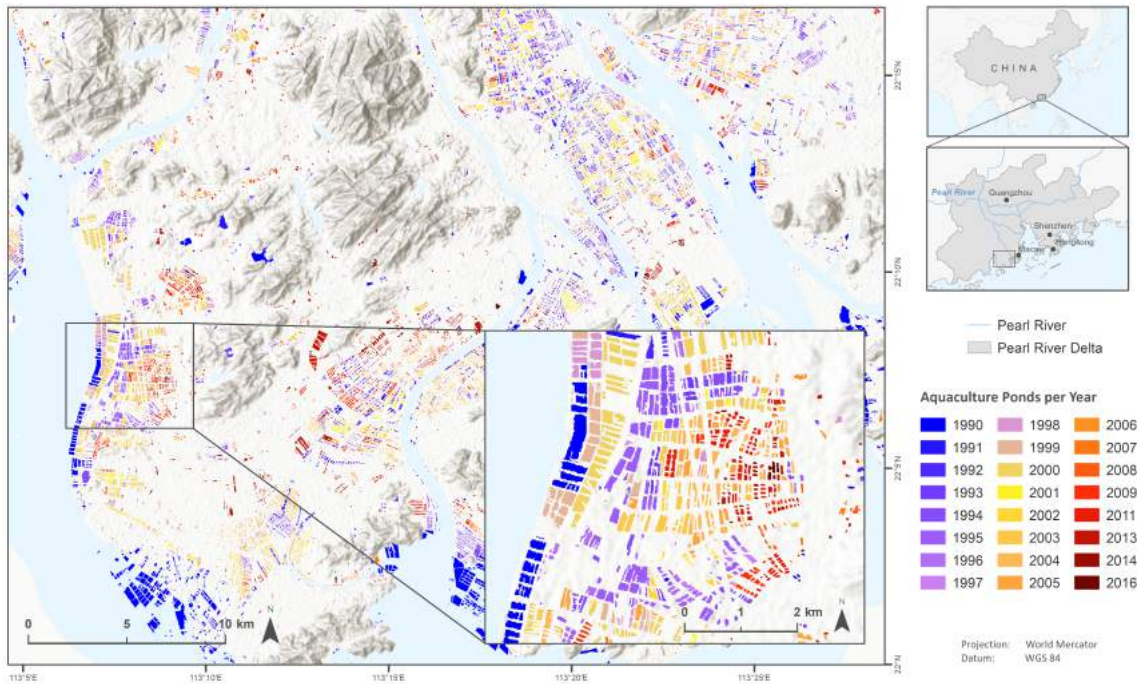 CHINA
Pearl River
Quangzhou
Shenzhen
Macau
Hongkong
Pearl River
Pearl River Delta
Aquaculture Ponds per Year
1990 1998 2006
1991 1999 2007
1992 2000 2008
1993 2001 2009
1994 2002 2011
1995 2003 2013
1996 2004 2014
1997 2005 2016
Projection: World Mercator
Datum: WGS 84
22°15'N
22°10'N
22°5'N
22°N
N
0 5 10 km
N
0 1 2 km
113°5'E 113°10'E 113°15'E 113°20'E 113°25'E